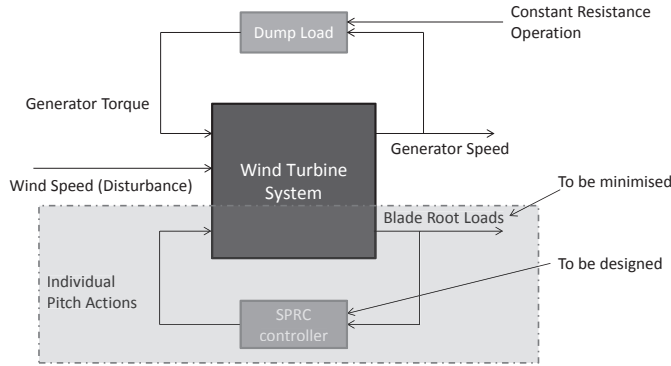 Constant Resistance
Operation
Dump Load
Generator Torque
Generator Speed
Wind Turbine
System
Wind Speed (Disturbance)
To be minimised
Blade Root Loads
To be designed
Individual
Pitch Actions
SPRC
controller